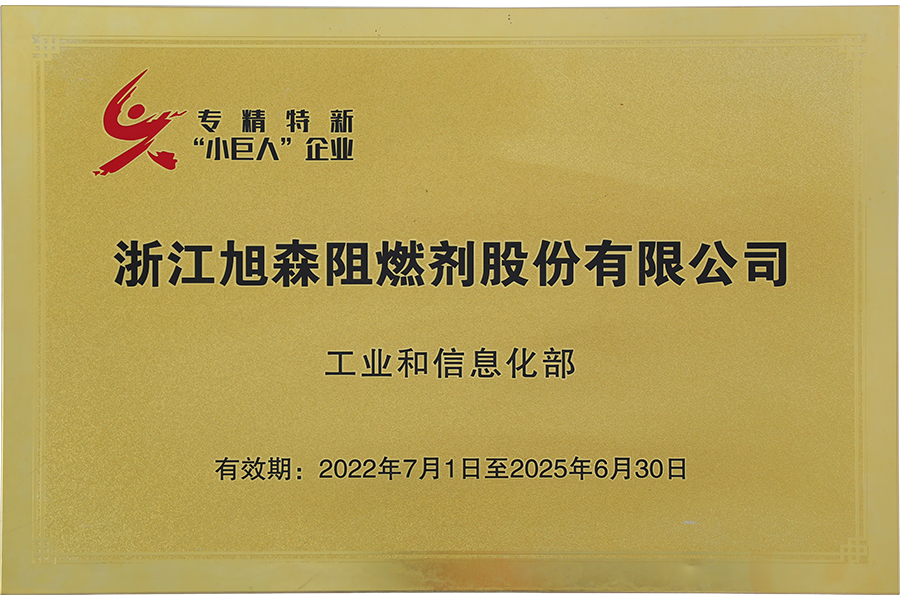 专精特新
“小巨人”企业
浙江旭森阻燃剂股份有限公司
工业和信息化部
有效期：2022年7月1日至2025年6月30日